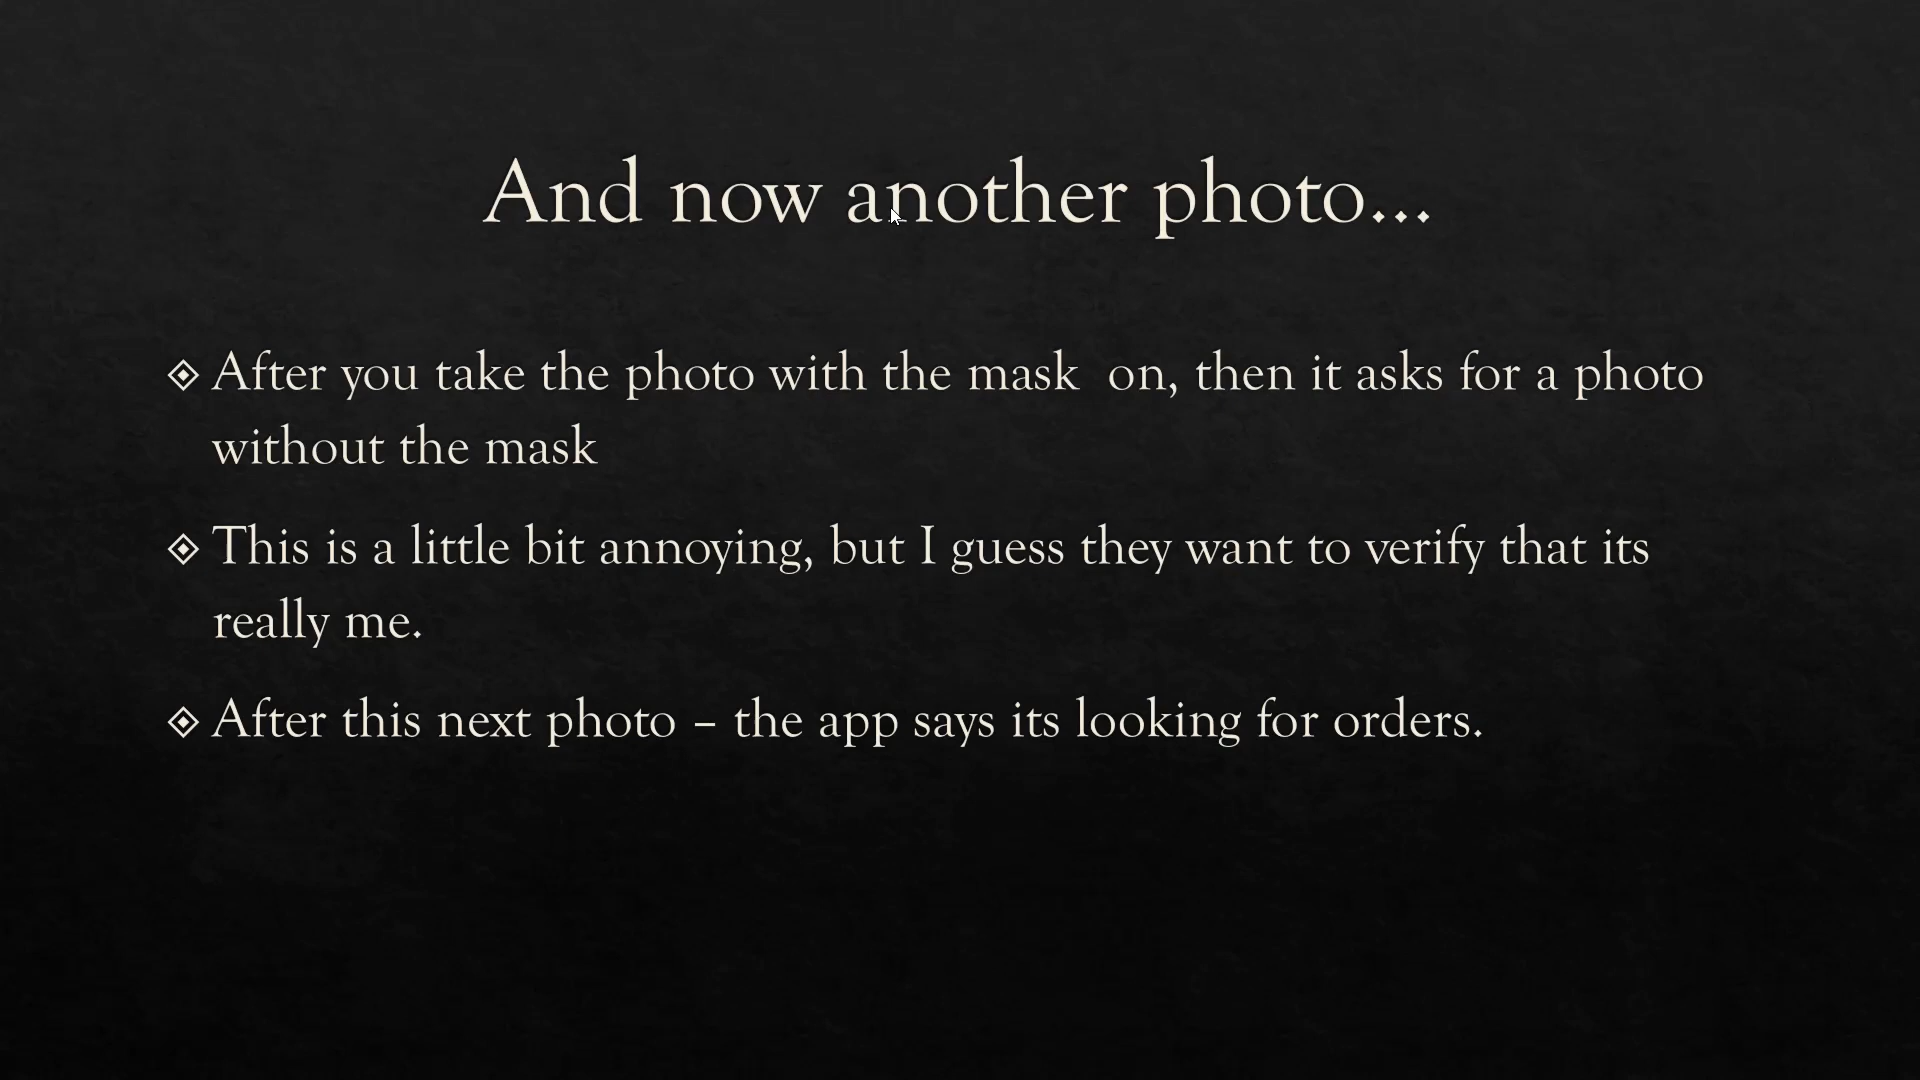 And now another photo...
After you take the photo with the mask  on, then it asks for a photo
without the mask
This is a little bit annoying, but I guess they want to verify that its
really me.
After this next photo – the app says its looking for orders.